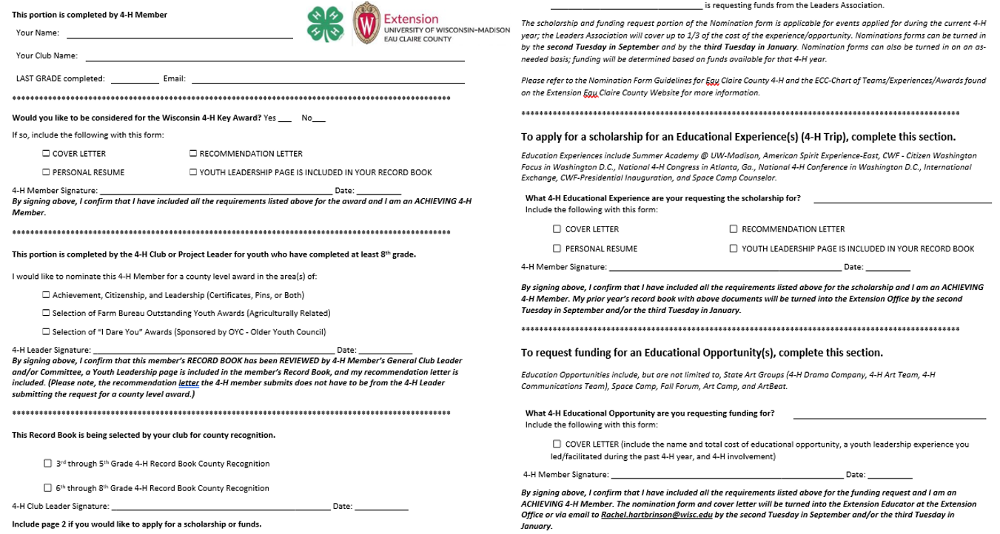 This portion is completed by 4-H Member
Extension
UNIVERSITY OF WISCONSIN-MADISON
EAU CLAIRE COUNTY
Your Name: ____________________
Your Club Name: ____________________
LAST GRADE completed: __________ Email: ____________________
****************************************************************************************************
Would you like to be considered for the Wisconsin 4-H Key Award? Yes ___ No___
If so, include the following with this form:
☐ COVER LETTER ☐ RECOMMENDATION LETTER
☐ PERSONAL RESUME ☐ YOUTH LEADERSHIP PAGE IS INCLUDED IN YOUR RECORD BOOK
4-H Member Signature: ____________________ Date: __________
By signing above, I confirm that I have included all the requirements listed above for the award and I am an ACHIEVING 4-H
Member.
****************************************************************************************************
This portion is completed by the 4-H Club or Project Leader for youth who have completed at least 8th grade.
I would like to nominate this 4-H Member for a county level award in the area(s) of:
☐ Achievement, Citizenship, and Leadership (Certificates, Pins, or Both)
☐ Selection of Farm Bureau Outstanding Youth Awards (Agriculturally Related)
☐ Selection of “I Dare You” Awards (Sponsored by OYC - Older Youth Council)
4-H Leader Signature: ____________________ Date: __________
By signing above, I confirm that this member’s RECORD BOOK has been REVIEWED by 4-H Member’s General Club Leader
and/or Committee, a Youth Leadership page is included in the member’s Record Book, and my recommendation letter is
included. (Please note, the recommendation letter the 4-H member submits does not have to be from the 4-H Leader
submitting the request for a county level award.)
****************************************************************************************************
This Record Book is being selected by your club for county recognition.
☐ 3rd through 5th Grade 4-H Record Book County Recognition
☐ 6th through 8th Grade 4-H Record Book County Recognition
4-H Club Leader Signature: ____________________ Date: __________
Include page 2 if you would like to apply for a scholarship or funds.
____________________ is requesting funds from the Leaders Association.
The scholarship and funding request portion of the Nomination form is applicable for events applied for during the current 4-H
year; the Leaders Association will cover up to 1/3 of the cost of the experience/opportunity. Nominations forms can be turned in
by the second Tuesday in September and by the third Tuesday in January. Nomination forms can also be turned in on an as-
needed basis; funding will be determined based on funds available for that 4-H year.
Please refer to the Nomination Form Guidelines for Eau Claire County 4-H and the ECC-Chart of Teams/Experiences/Awards found
on the Extension Eau Claire County Website for more information.
****************************************************************************************************
To apply for a scholarship for an Educational Experience(s) (4-H Trip), complete this section.
Education Experiences include Summer Academy @ UW-Madison, American Spirit Experience-East, CWF - Citizen Washington
Focus in Washington D.C., National 4-H Congress in Atlanta, Ga., National 4-H Conference in Washington D.C., International
Exchange, CWF-Presidential Inauguration, and Space Camp Counselor.
What 4-H Educational Experience are your requesting the scholarship for? ____________________
Include the following with this form:
☐ COVER LETTER ☐ RECOMMENDATION LETTER
☐ PERSONAL RESUME ☐ YOUTH LEADERSHIP PAGE IS INCLUDED IN YOUR RECORD BOOK
4-H Member Signature: ____________________ Date: __________
By signing above, I confirm that I have included all the requirements listed above for the scholarship and I am an ACHIEVING
4-H Member. My prior year’s record book with above documents will be turned into the Extension Office by the second
Tuesday in September and/or the third Tuesday in January.
****************************************************************************************************
To request funding for an Educational Opportunity(s), complete this section.
Education Opportunities include, but are not limited to, State Art Groups (4-H Drama Company, 4-H Art Team, 4-H
Communications Team), Space Camp, Fall Forum, Art Camp, and ArtBeat.
What 4-H Educational Opportunity are you requesting funding for? ____________________
Include the following with this form:
☐ COVER LETTER (include the name and total cost of educational opportunity, a youth leadership experience you
led/facilitated during the past 4-H year, and 4-H involvement)
4-H Member Signature: ____________________ Date: __________
By signing above, I confirm that I have included all the requirements listed above for the funding request and I am an
ACHIEVING 4-H Member. The nomination form and cover letter will be turned into the Extension Educator at the Extension
Office or via email to Rachel.hartbrinson@wisc.edu by the second Tuesday in September and/or the third Tuesday in
January.